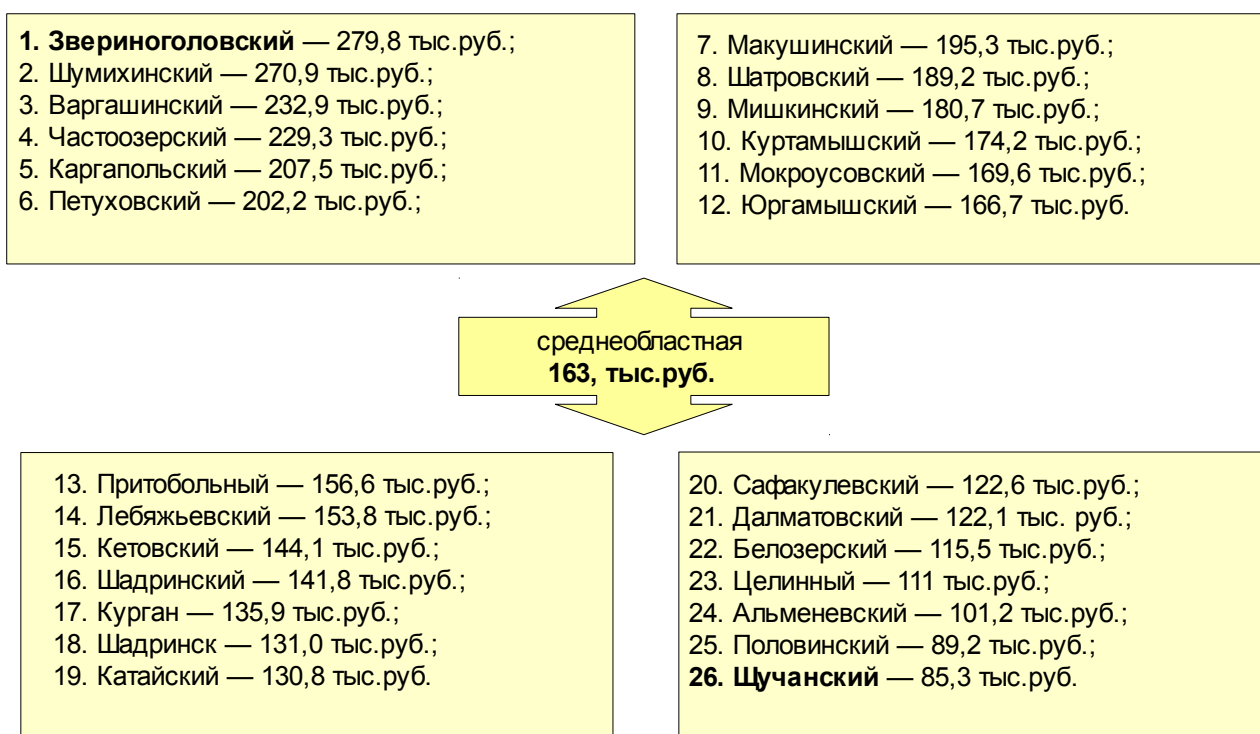 1. Звериноголовский — 279,8 тыс.руб.;
2. Шумихинский — 270,9 тыс.руб.;
3. Варгашинский — 232,9 тыс.руб.;
4. Частоозерский — 229,3 тыс.руб.;
5. Каргапольский — 207,5 тыс.руб.;
6. Петуховский — 202,2 тыс.руб.;
7. Макушинский — 195,3 тыс.руб.;
8. Шатровский — 189,2 тыс.руб.;
9. Мишкинский — 180,7 тыс.руб.;
10. Куртамышский — 174,2 тыс.руб.;
11. Мокроусовский — 169,6 тыс.руб.;
12. Юргамышский — 166,7 тыс.руб.
среднеобластная
163, тыс.руб.
13. Притобольный — 156,6 тыс.руб.;
14. Лебяжьевский — 153,8 тыс.руб.;
15. Кетовский — 144,1 тыс.руб.;
16. Шадринский — 141,8 тыс.руб.;
17. Курган — 135,9 тыс.руб.;
18. Шадринск — 131,0 тыс.руб.;
19. Катайский — 130,8 тыс.руб.
20. Сафакулевский — 122,6 тыс.руб.;
21. Далматовский — 122,1 тыс. руб.;
22. Белозерский — 115,5 тыс.руб.;
23. Целинный — 111 тыс.руб.;
24. Альменевский — 101,2 тыс.руб.;
25. Половинский — 89,2 тыс.руб.;
26. Щучанский — 85,3 тыс.руб.